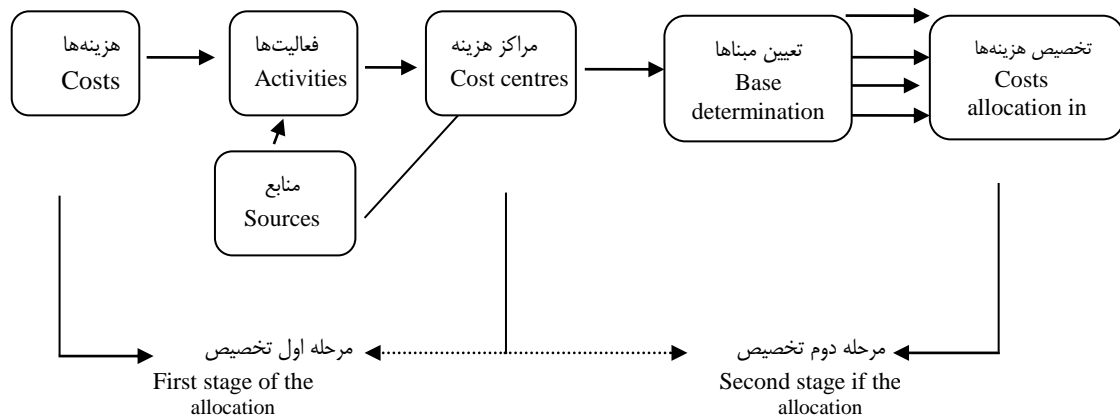 هزینه‌ها
Costs
فعالیت‌ها
Activities
مراکز هزینه
Cost centres
تعیین مبناها
Base
determination
تخصیص هزینه‌ها
Costs
allocation in
منابع
Sources
مرحله اول تخصیص
First stage of the
allocation
مرحله دوم تخصیص
Second stage if the
allocation